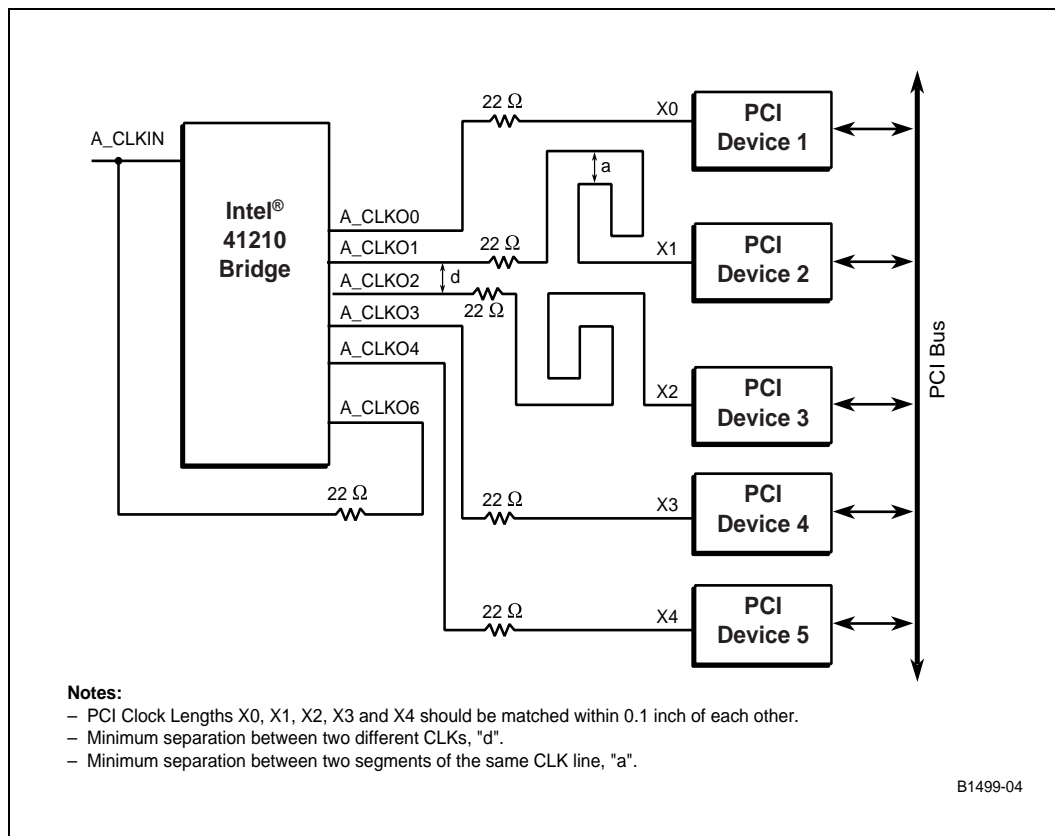 22 Ω
X0
PCI
Device 1
A_CLKIN
a
Intel®
41210
Bridge
A_CLKO0
A_CLKO1
22 Ω
X1
PCI
Device 2
A_CLKO2
d
22 Ω
A_CLKO3
A_CLKO4
X2
PCI
Device 3
PCI Bus
A_CLKO6
22 Ω
22 Ω
X3
PCI
Device 4
22 Ω
X4
PCI
Device 5
Notes:
– PCI Clock Lengths X0, X1, X2, X3 and X4 should be matched within 0.1 inch of each other.
– Minimum separation between two different CLKs, "d".
– Minimum separation between two segments of the same CLK line, "a".
B1499-04